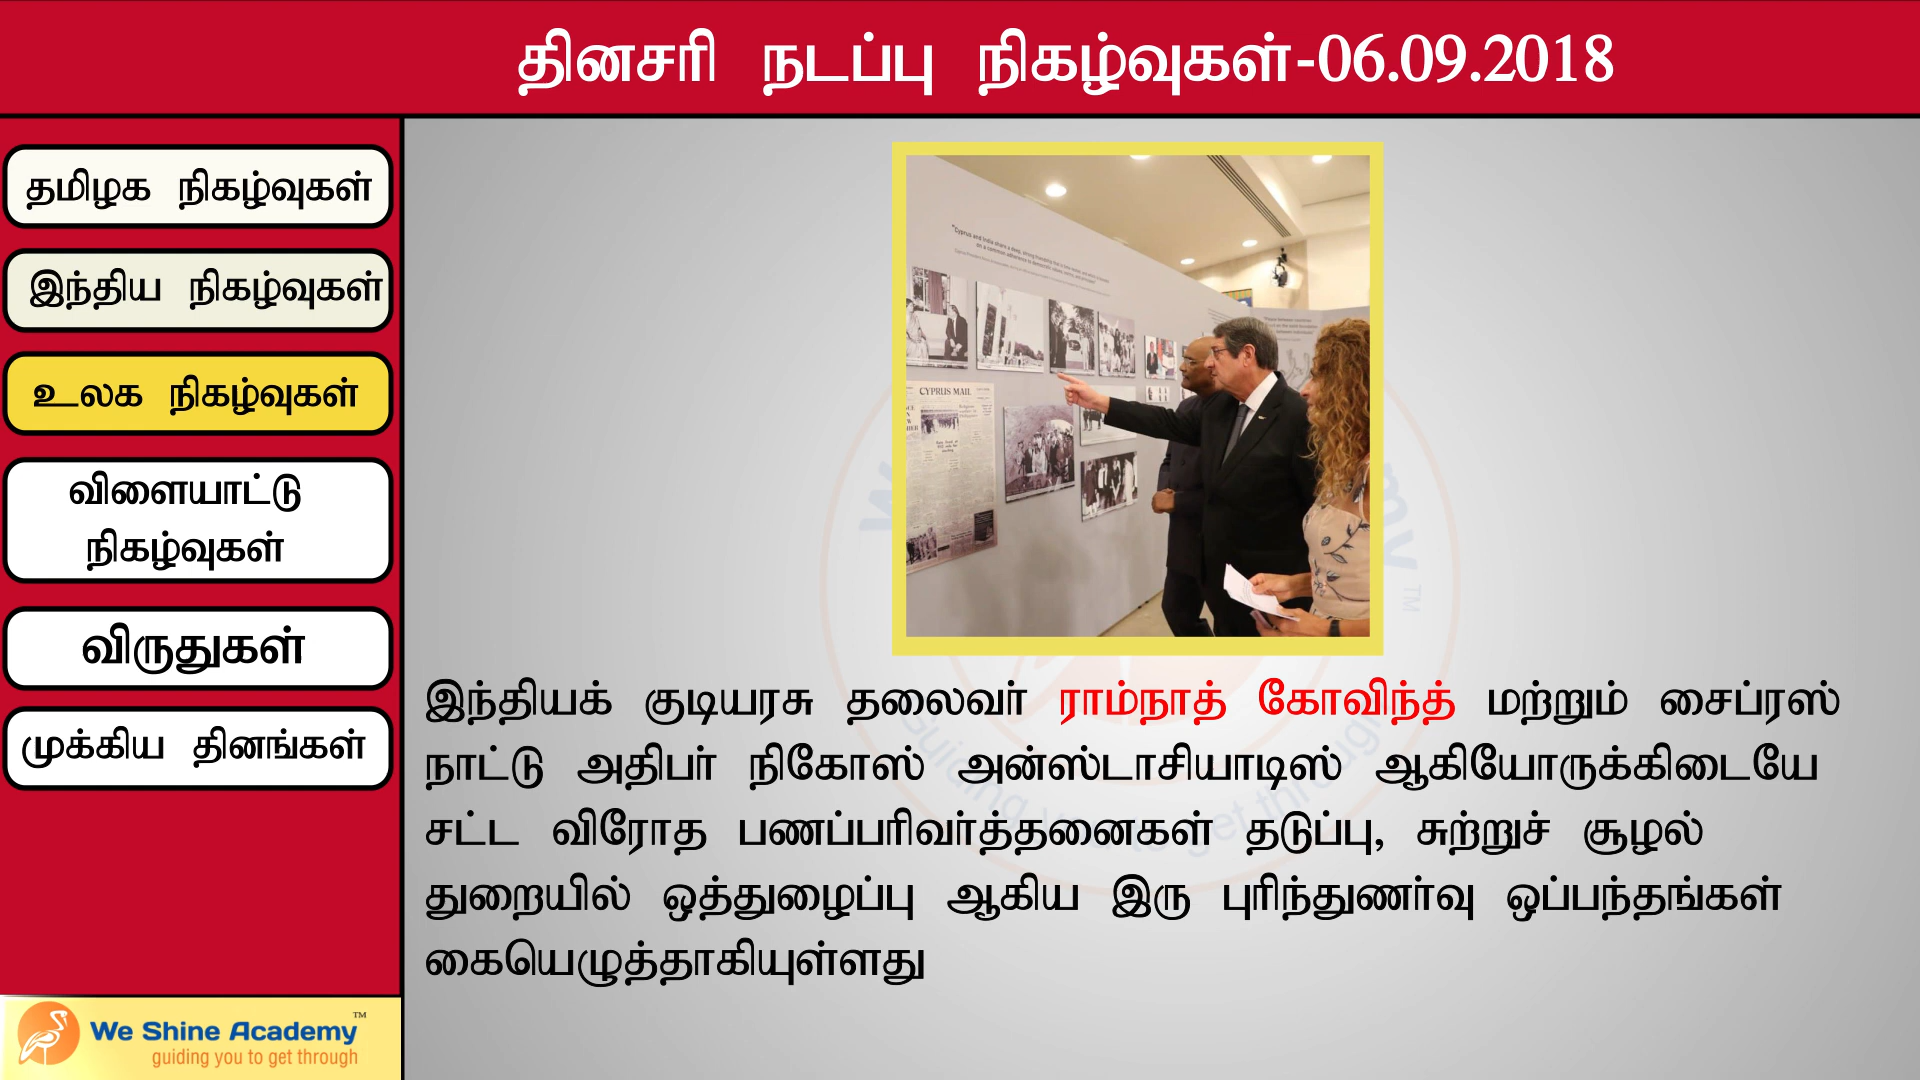 தினசரி நடப்பு நிகழ்வுகள்-06.09.2018
தமிழக நிகழ்வுகள்
இந்திய நிகழ்வுகள்
உலக நிகழ்வுகள்
விளையாட்டு
நிகழ்வுகள்
விருதுகள்
முக்கிய தினங்கள்
We Shine Academy ™
guiding you to get through
CYPRUS MAIL
இந்தியக் குடியரசு தலைவர் ராம்நாத் கோவிந்த் மற்றும் சைப்ரஸ்
நாட்டு அதிபர் நிகோஸ் அன்ஸ்டாசியாடிஸ் ஆகியோருக்கிடையே
சட்ட விரோத பணப்பரிவர்த்தனைகள் தடுப்பு, சுற்றுச் சூழல்
துறையில் ஒத்துழைப்பு ஆகிய இரு புரிந்துணர்வு ஒப்பந்தங்கள்
கையெழுத்தாகியுள்ளது